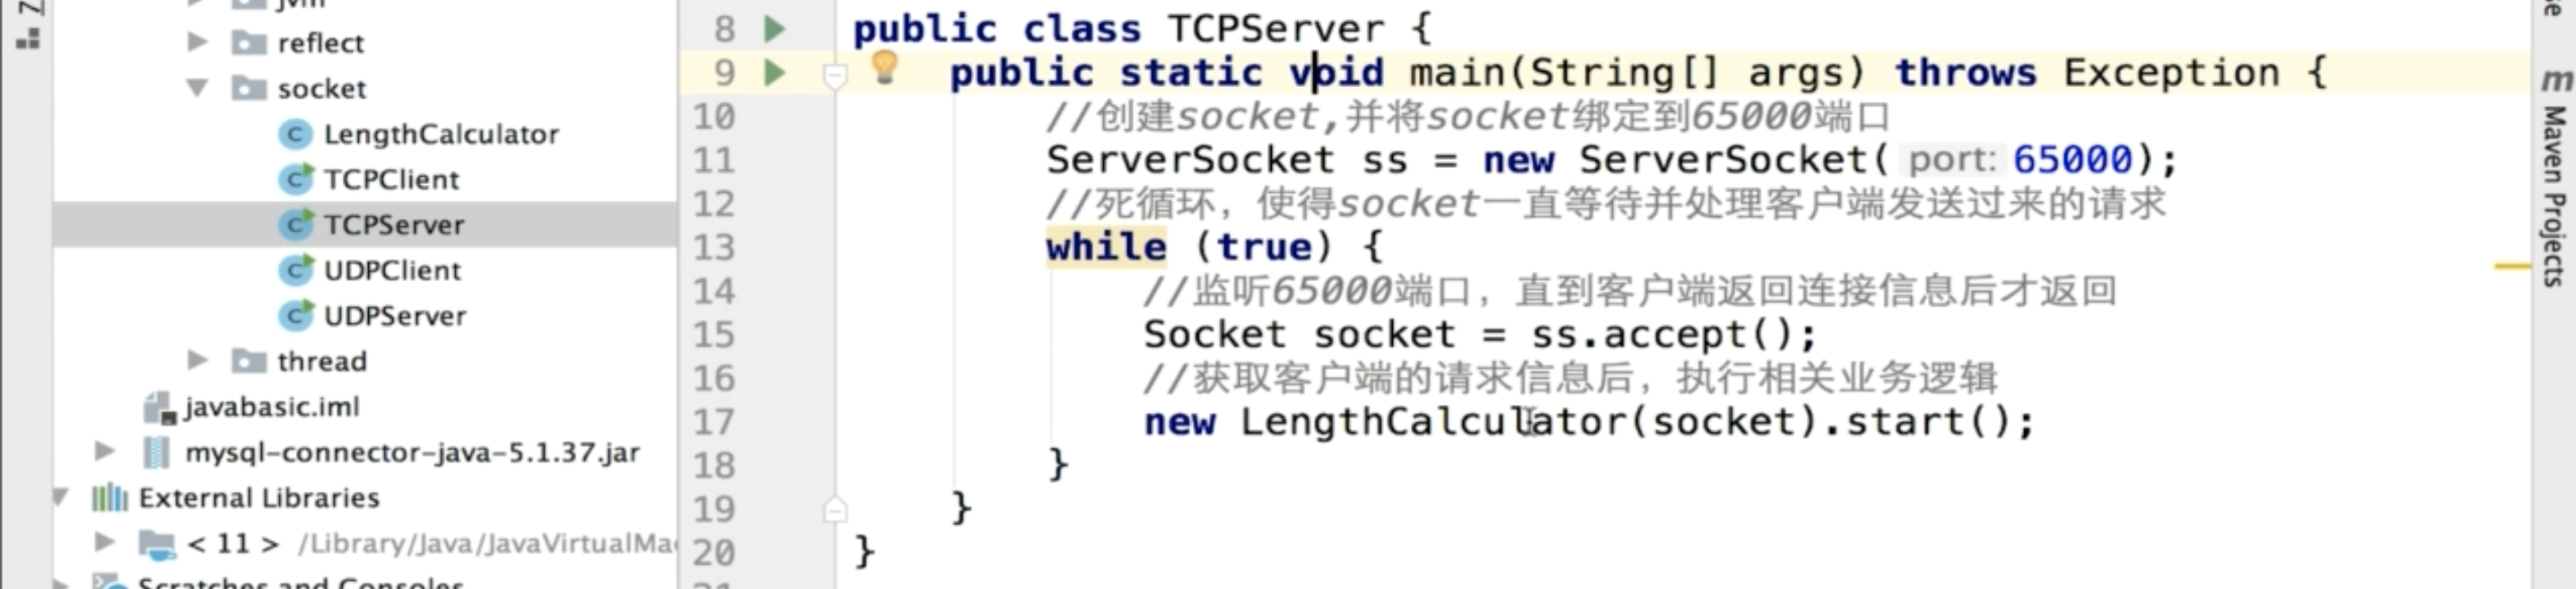 reflect
socket
LengthCalculator
TCPClient
TCPServer
UDPClient
UDPServer
thread
javabasic.iml
mysql-connector-java-5.1.37.jar
External Libraries
< 11 > /Library/Java/JavaVirtualMa
Scratches and Consoles
8 public class TCPServer {
9 public static void main(String[] args) throws Exception {
10 //创建socket,并将socket绑定到65000端口
11 ServerSocket ss = new ServerSocket( port: 65000);
12 //死循环，使得socket一直等待并处理客户端发送过来的请求
13 while (true) {
14 //监听65000端口，直到客户端返回连接信息后才返回
15 Socket socket = ss.accept();
16 //获取客户端的请求信息后，执行相关业务逻辑
17 new LengthCalculator(socket).start();
18 }
19 }
20 }
m Maven Projects